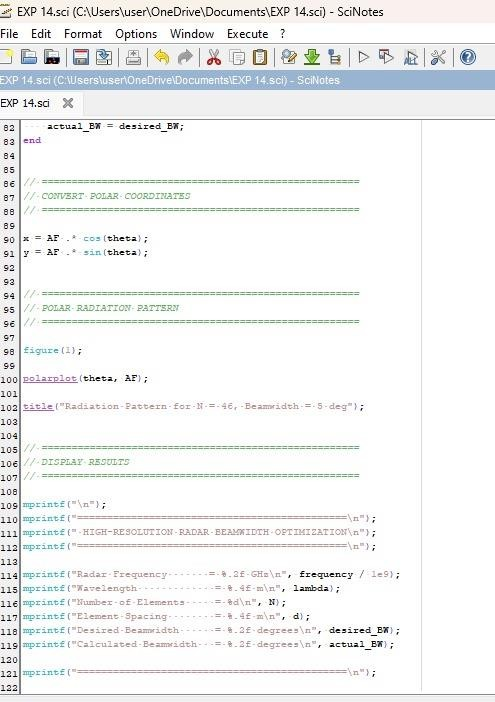 EXP 14.sci (C:\Users\user\OneDrive\Documents\EXP 14.sci) - SciNotes
File Edit Format Options Window Execute ?
EXP 14.sci (C:\Users\user\OneDrive\Documents\EXP 14.sci) - SciNotes
EXP 14.sci
82 actual_BW = desired_BW;
83 end
84
85
86 // =====================================================
87 // CONVERT POLAR COORDINATES
88 // =====================================================
89
90 x = AF .* cos(theta);
91 y = AF .* sin(theta);
92
93
94 // =====================================================
95 // POLAR RADIATION PATTERN
96 // =====================================================
97
98 figure(1);
99
100 polarplot(theta, AF);
101
102 title("Radiation Pattern for N = 46, Beamwidth = 5 deg");
103
104
105 // =====================================================
106 // DISPLAY RESULTS
107 // =====================================================
108
109 mprintf("\n");
110 mprintf("=============================================\n");
111 mprintf(" HIGH-RESOLUTION RADAR BEAMWIDTH OPTIMIZATION\n");
112 mprintf("=============================================\n");
113
114 mprintf("Radar Frequency       = %.2f GHz\n", frequency / 1e9);
115 mprintf("Wavelength            = %.4f m\n", lambda);
116 mprintf("Number of Elements    = %d\n", N);
117 mprintf("Element Spacing       = %.4f m\n", d);
118 mprintf("Desired Beamwidth     = %.2f degrees\n", desired_BW);
119 mprintf("Calculated Beamwidth  = %.2f degrees\n", actual_BW);
120
121 mprintf("=============================================\n");
122